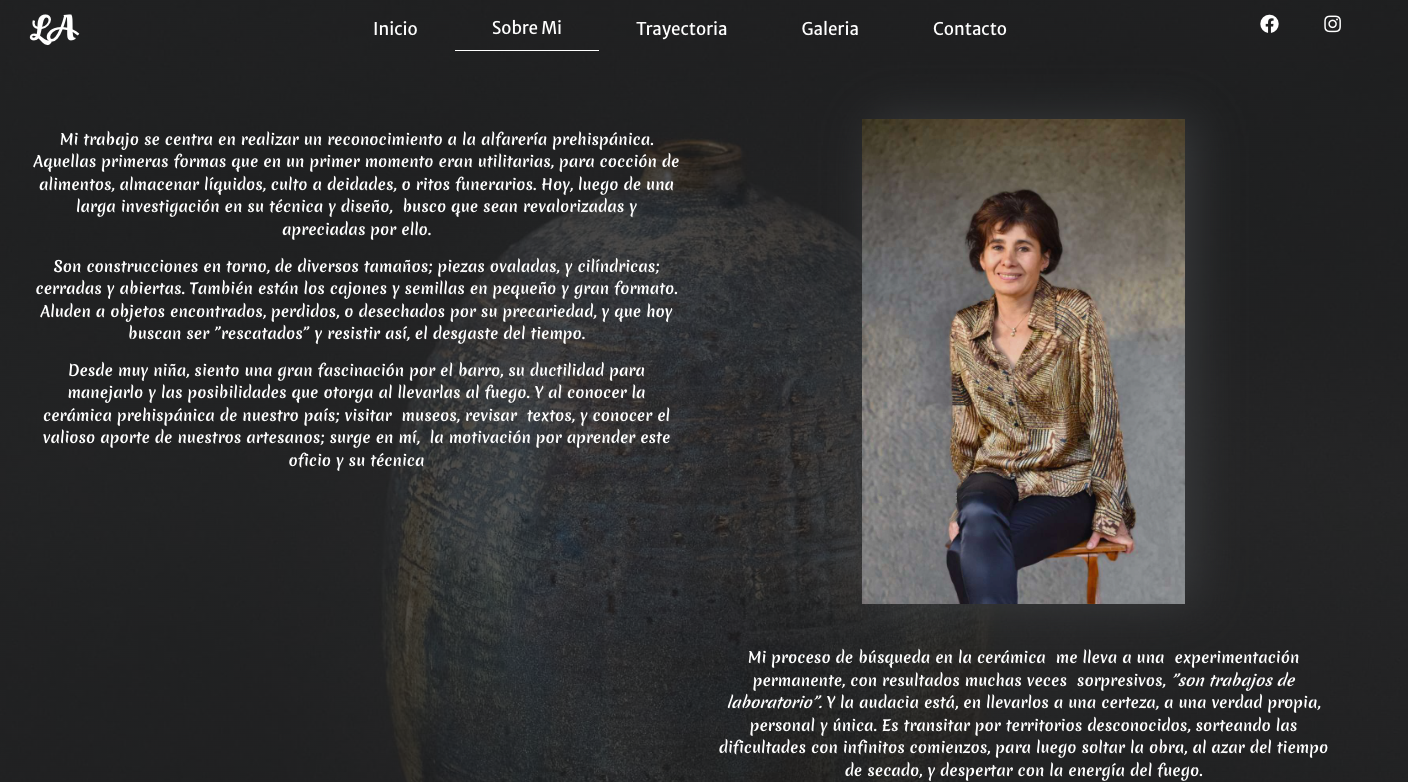 LA
Inicio
Sobre Mi
Trayectoria
Galeria
Contacto
Mi trabajo se centra en realizar un reconocimiento a la alfarería prehispánica.
Aquellas primeras formas que en un primer momento eran utilitarias, para cocción de
alimentos, almacenar líquidos, culto a deidades, o ritos funerarios. Hoy, luego de una
larga investigación en su técnica y diseño,  busco que sean revalorizadas y
apreciadas por ello.
Son construcciones en torno, de diversos tamaños; piezas ovaladas, y cilíndricas;
cerradas y abiertas. También están los cajones y semillas en pequeño y gran formato.
Aluden a objetos encontrados, perdidos, o desechados por su precariedad, y que hoy
buscan ser "rescatados" y resistir así, el desgaste del tiempo.
Desde muy niña, siento una gran fascinación por el barro, su ductilidad para
manejarlo y las posibilidades que otorga al llevarlas al fuego. Y al conocer la
cerámica prehispánica de nuestro país; visitar  museos, revisar  textos, y conocer el
valioso aporte de nuestros artesanos; surge en mí,  la motivación por aprender este
oficio y su técnica
Mi proceso de búsqueda en la cerámica  me lleva a una  experimentación
permanente, con resultados muchas veces  sorpresivos, "son trabajos de
laboratorio". Y la audacia está, en llevarlos a una certeza, a una verdad propia,
personal y única. Es transitar por territorios desconocidos, sorteando las
dificultades con infinitos comienzos, para luego soltar la obra, al azar del tiempo
de secado, y despertar con la energía del fuego.